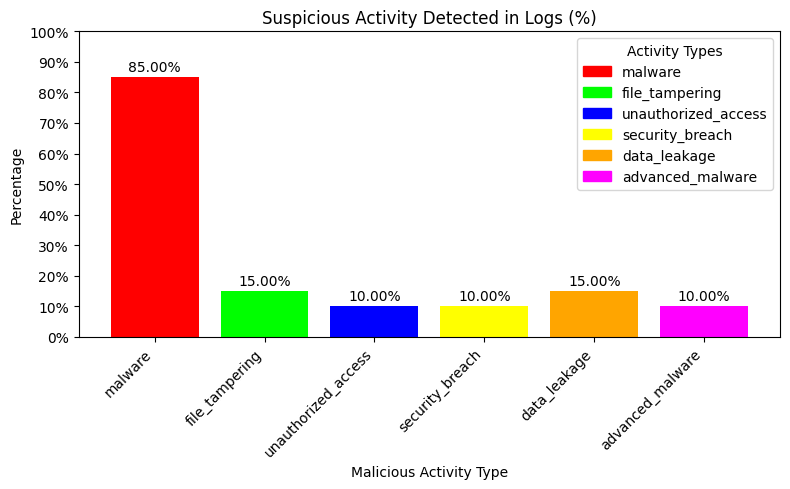 Suspicious Activity Detected in Logs (%)
100%
90%
80%
70%
60%
50%
40%
30%
20%
10%
0%
Percentage
85.00%
15.00%
10.00%
10.00%
15.00%
10.00%
Activity Types
malware
file_tampering
unauthorized_access
security_breach
data_leakage
advanced_malware
malware
file_tampering
unauthorized_access
security_breach
data_leakage
advanced_malware
Malicious Activity Type